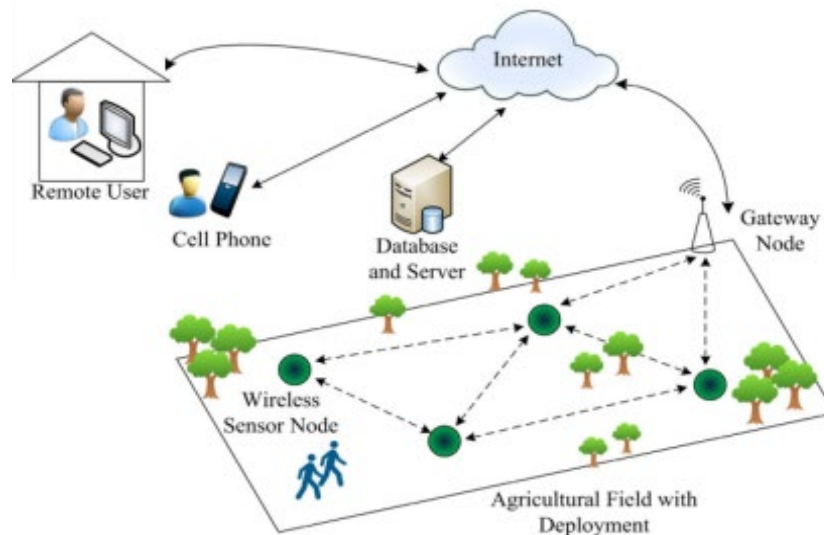 Internet
Remote User
Cell Phone
Database
and Server
Gateway
Node
Wireless
Sensor Node
Agricultural Field with
Deployment